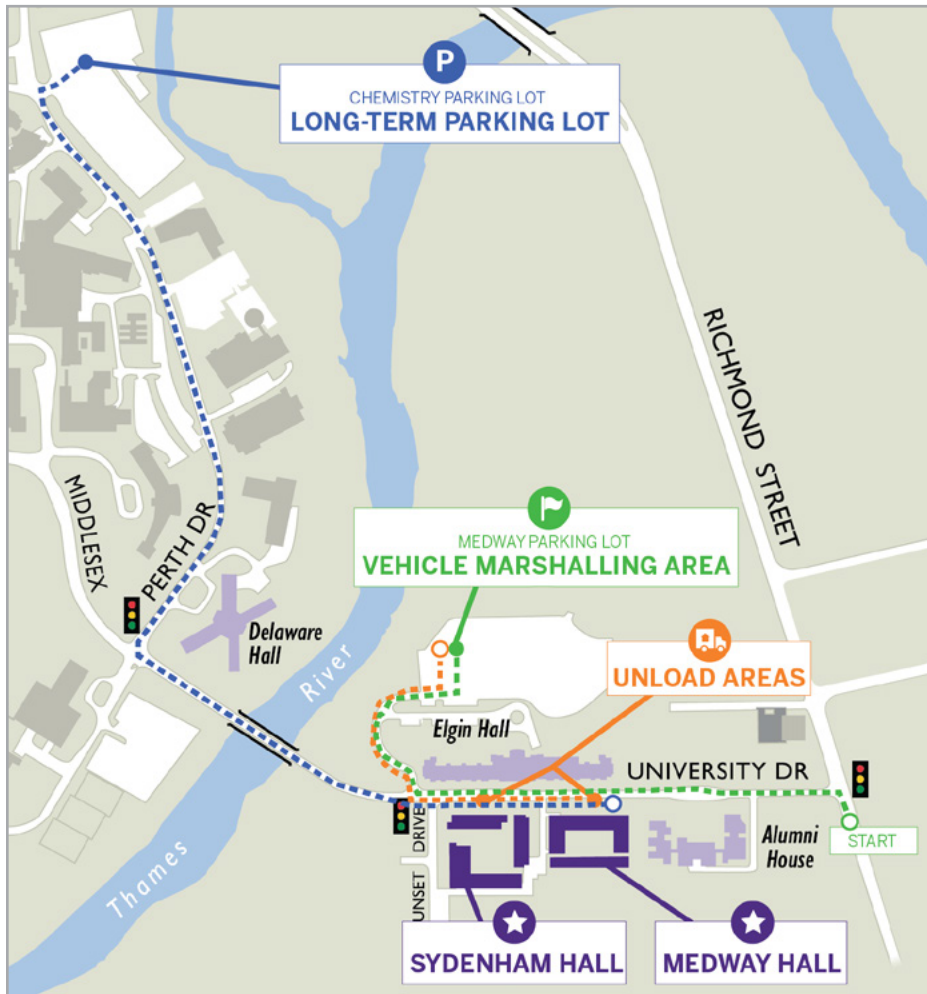 P
CHEMISTRY PARKING LOT
LONG-TERM PARKING LOT
RICHMOND STREET
MIDDLESEX
PERTH DR
MEDWAY PARKING LOT
VEHICLE MARSHALLING AREA
Delaware
Hall
UNLOAD AREAS
Thames River
Elgin Hall
UNIVERSITY DR
UNSET DRIVE
Alumni
House
START
SYDENHAM HALL
MEDWAY HALL